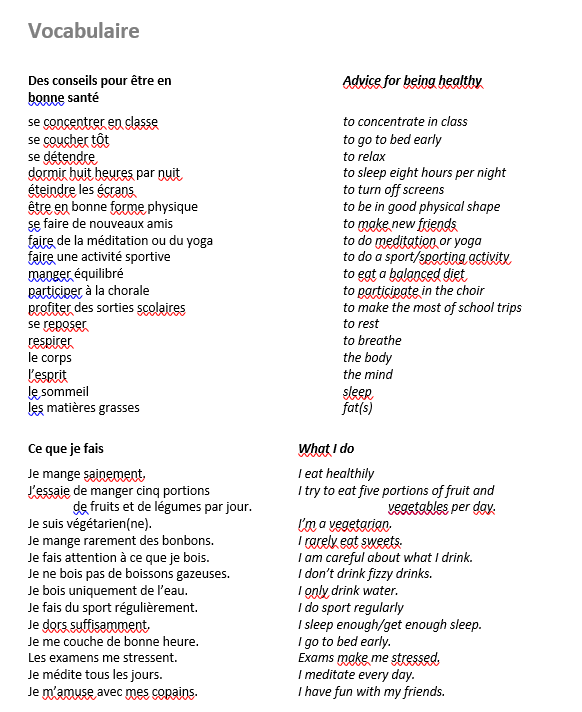 Vocabulaire
Des conseils pour être en Advice for being healthy
bonne santé
se concentrer en classe to concentrate in class
se coucher tÔt to go to bed early
se détendre to relax
dormir huit heures par nuit to sleep eight hours per night
éteindre les écrans to turn off screens
être en bonne forme physique to be in good physical shape
se faire de nouveaux amis to make new friends
faire de la méditation ou du yoga to do meditation or yoga
faire une activité sportive to do a sport/sporting activity
manger équilibré to eat a balanced diet
participer à la chorale to participate in the choir
profiter des sorties scolaires to make the most of school trips
se reposer to rest
respirer to breathe
le corps the body
l'esprit the mind
le sommeil sleep
les matières grasses fat(s)
Ce que je fais What I do
Je mange sainement. I eat healthily
J'essaie de manger cinq portions I try to eat five portions of fruit and
de fruits et de légumes par jour. vegetables per day.
Je suis végétarien(ne). I'm a vegetarian.
Je mange rarement des bonbons. I rarely eat sweets.
Je fais attention à ce que je bois. I am careful about what I drink.
Je ne bois pas de boissons gazeuses. I don't drink fizzy drinks.
Je bois uniquement de l'eau. I only drink water.
Je fais du sport régulièrement. I do sport regularly
Je dors suffisamment. I sleep enough/get enough sleep.
Je me couche de bonne heure. I go to bed early.
Les examens me stressent. Exams make me stressed.
Je médite tous les jours. I meditate every day.
Je m'amuse avec mes copains. I have fun with my friends.